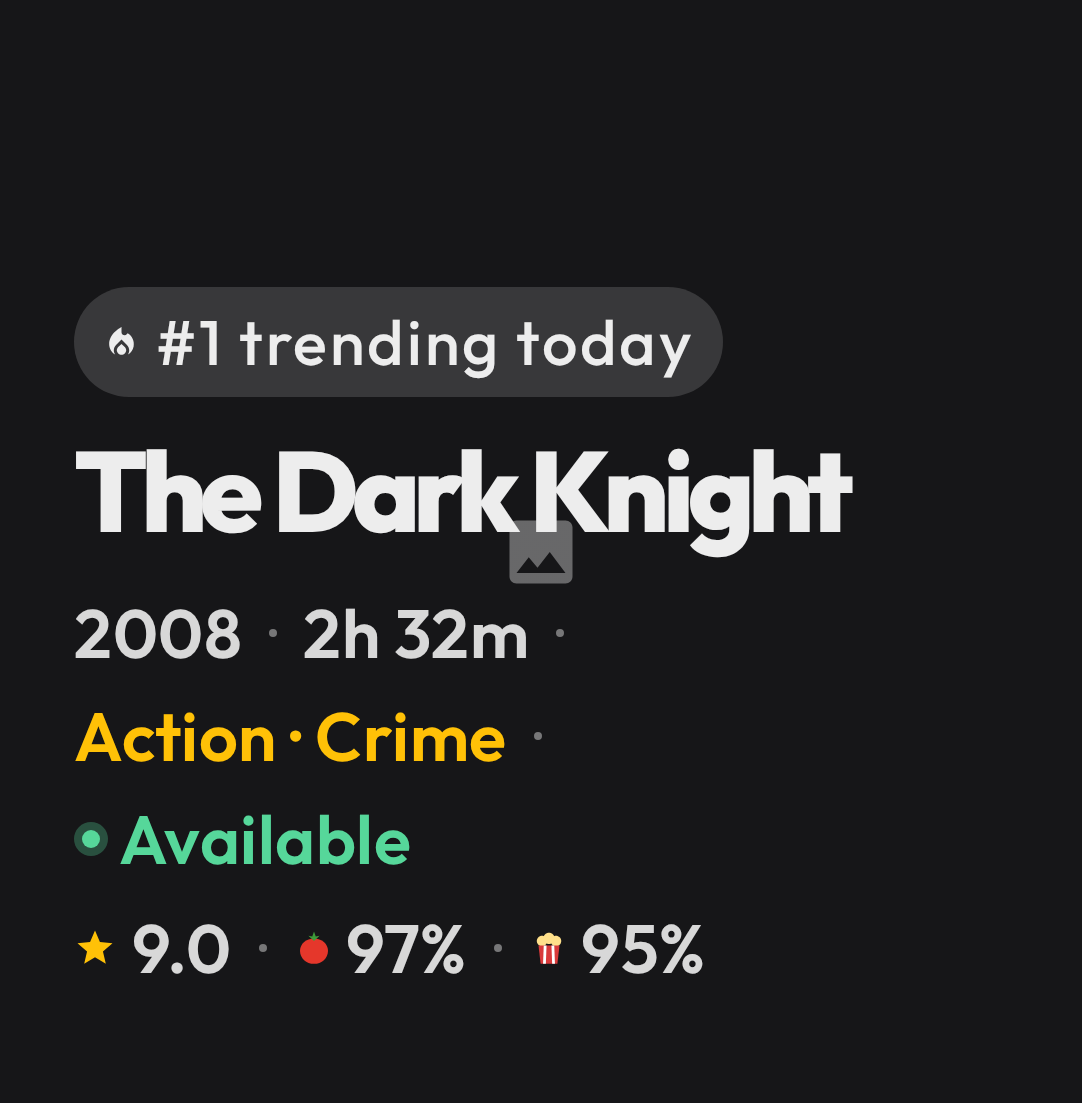 #1 trending today
The Dark Knight
2008 · 2h 32m ·
Action · Crime ·
Available
9.0 · 97% · 95%